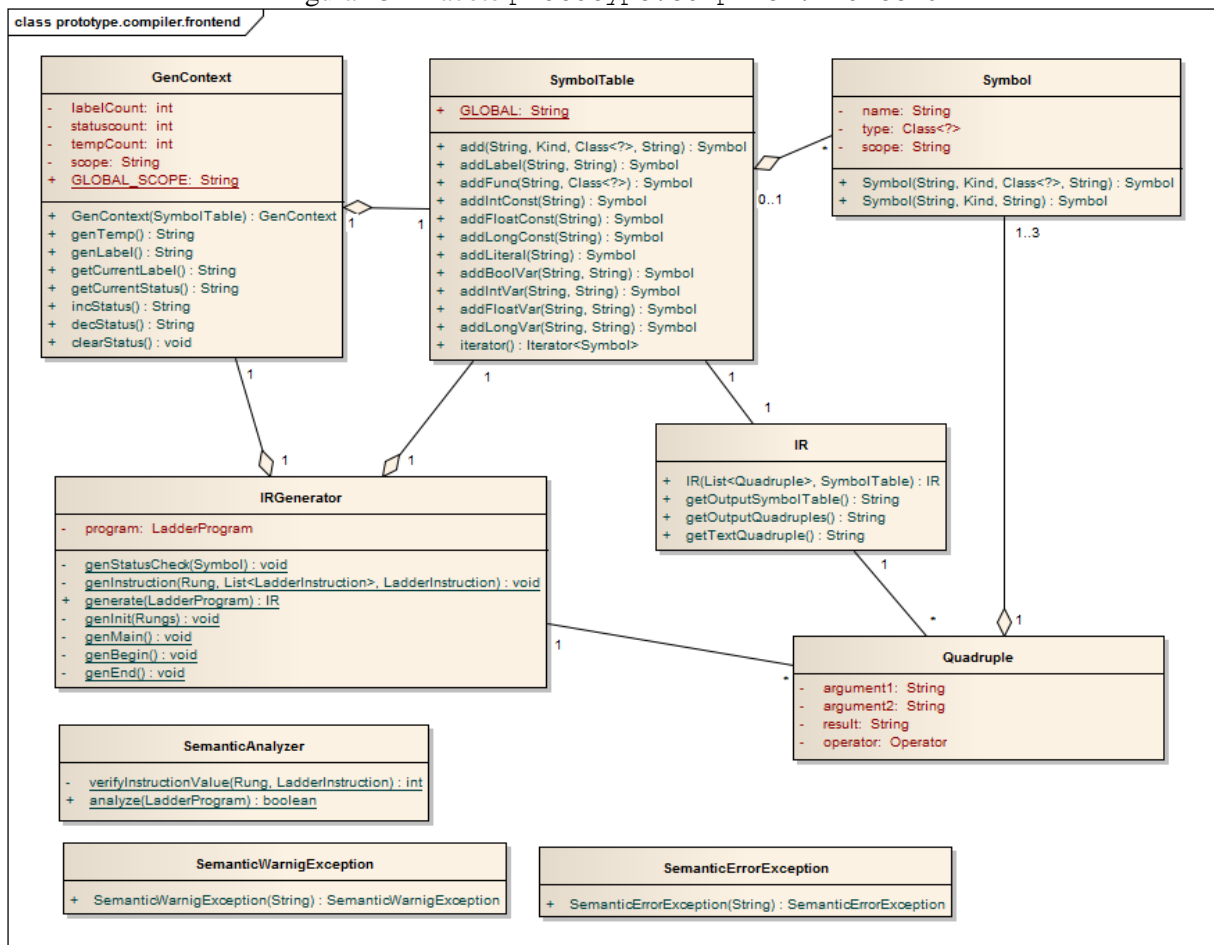 class prototype.compiler.frontend
GenContext
- labelCount: int
- statuscount: int
- tempCount: int
- scope: String
+ GLOBAL_SCOPE: String
+ GenContext(SymbolTable) : GenContext
+ genTemp() : String
+ genLabel() : String
+ getCurrentLabel() : String
+ getCurrentStatus() : String
+ incStatus() : String
+ decStatus() : String
+ clearStatus() : void
1
1
SymbolTable
+ GLOBAL: String
+ add(String, Kind, Class<?>, String) : Symbol
+ addLabel(String, String) : Symbol
+ addFunc(String, Class<?>) : Symbol
+ addIntConst(String) : Symbol
+ addFloatConst(String) : Symbol
+ addLongConst(String) : Symbol
+ addLiteral(String) : Symbol
+ addBoolVar(String, String) : Symbol
+ addIntVar(String, String) : Symbol
+ addFloatVar(String, String) : Symbol
+ addLongVar(String, String) : Symbol
+ iterator() : Iterator<Symbol>
0..1
*
Symbol
- name: String
- type: Class<?>
- scope: String
+ Symbol(String, Kind, Class<?>, String) : Symbol
+ Symbol(String, Kind, String) : Symbol
1..3
1
1
1
1
1
1
IRGenerator
- program: LadderProgram
- genStatusCheck(Symbol) : void
- genInstruction(Rung, List<LadderInstruction>, LadderInstruction) : void
+ generate(LadderProgram) : IR
- genInit(Rungs) : void
- genMain() : void
- genBegin() : void
- genEnd() : void
IR
+ IR(List<Quadruple>, SymbolTable) : IR
+ getOutputSymbolTable() : String
+ getOutputQuadruples() : String
+ getTextQuadruple() : String
1
*
1
1
*
Quadruple
- argument1: String
- argument2: String
- result: String
- operator: Operator
SemanticAnalyzer
- verifyInstructionValue(Rung, LadderInstruction) : int
+ analyze(LadderProgram) : boolean
SemanticWarnigException
+ SemanticWarnigException(String) : SemanticWarnigException
SemanticErrorException
+ SemanticErrorException(String) : SemanticErrorException